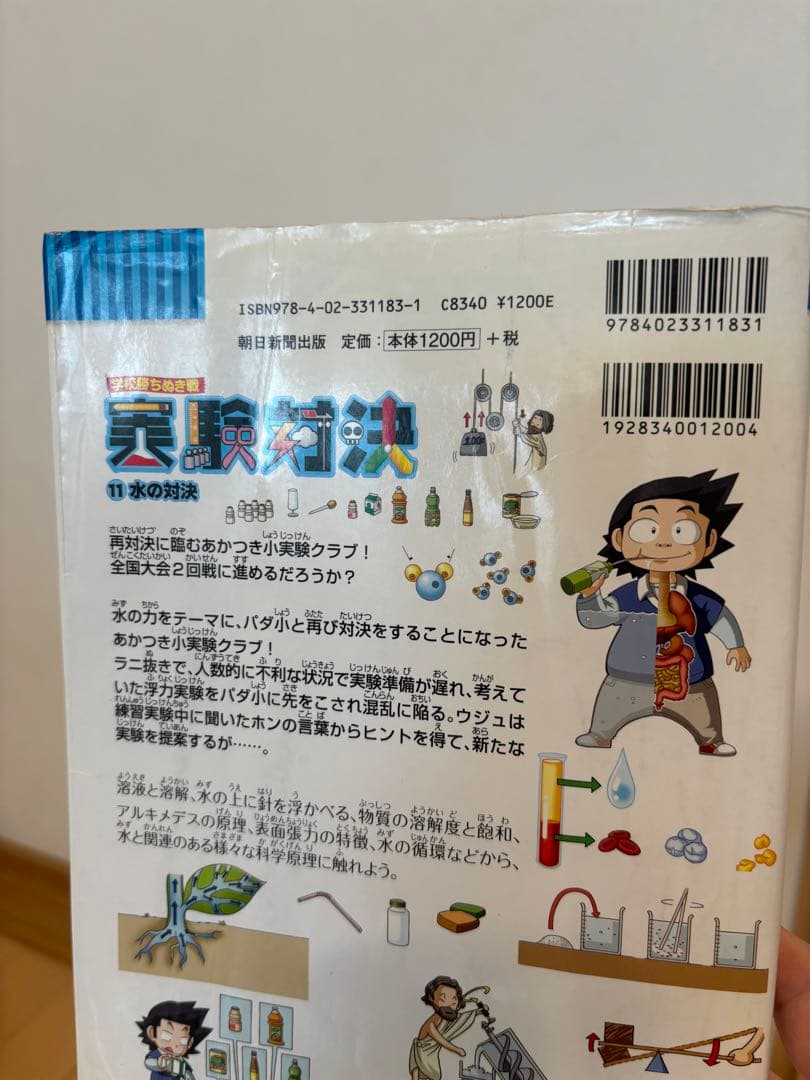 ISBN978-4-02-331183-1 C8340 ¥1200E
朝日新聞出版 定価：本体1200円＋税
9784023311831
1928340012004
学校勝ちぬき戦
実験対決
⑪水の対決
再対決に臨むあかつき小実験クラブ！
全国大会２回戦に進めるだろうか？
水の力をテーマに、パダ小と再び対決をすることになった
あかつき小実験クラブ！
ラニ抜きで、人数的に不利な状況で実験準備が遅れ、考えて
いた浮力実験をパダ小に先をこされ混乱に陥る。ウジュは
練習実験中に聞いたホンの言葉からヒントを得て、新たな
実験を提案するが……。
溶液と溶解、水の上に針を浮かべる、物質の溶解度と飽和、
アルキメデスの原理、表面張力の特徴、水の循環などから、
水と関連のある様々な科学原理に触れよう。